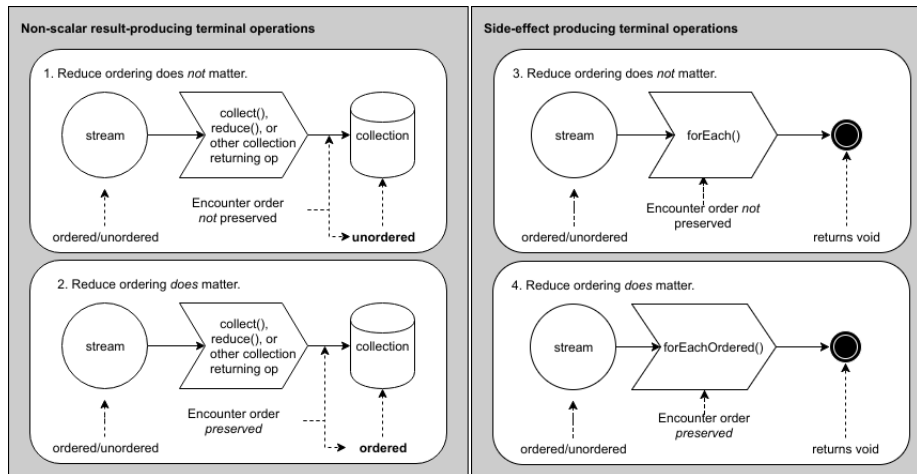 Non-scalar result-producing terminal operations
1. Reduce ordering does not matter.
stream
collect(),
reduce(), or
other collection
returning op
collection
Encounter order
not preserved
ordered/unordered
unordered
2. Reduce ordering does matter.
stream
collect(),
reduce(), or
other collection
returning op
collection
Encounter order
preserved
ordered/unordered
ordered
Side-effect producing terminal operations
3. Reduce ordering does not matter.
stream
forEach()
Encounter order not
preserved
ordered/unordered
returns void
4. Reduce ordering does matter.
stream
forEachOrdered()
Encounter order
preserved
ordered/unordered
returns void